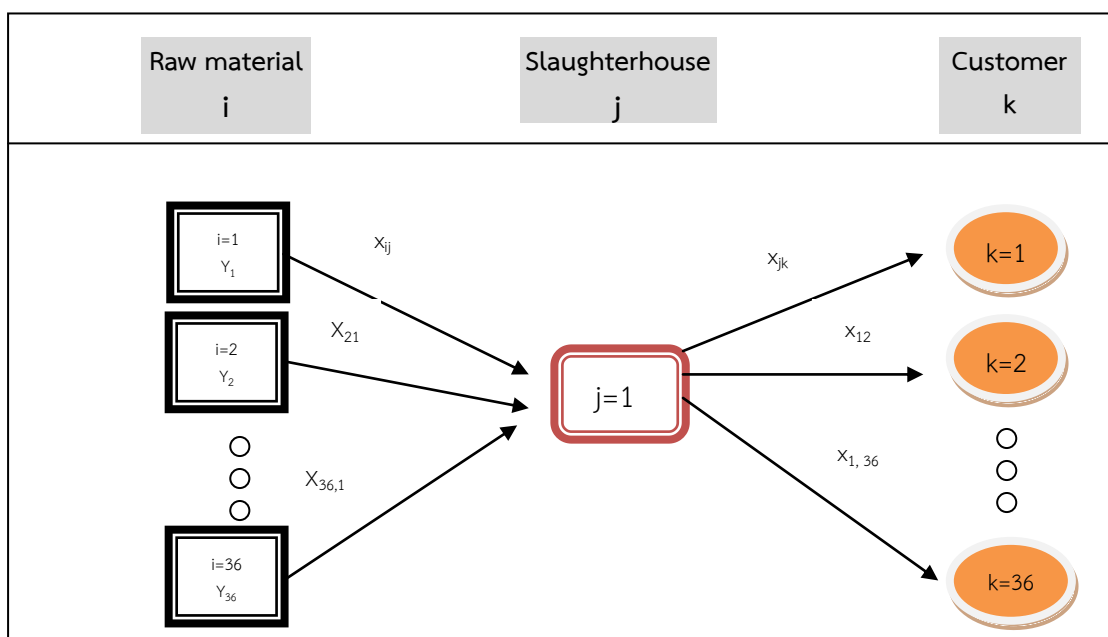 Raw material
i
Slaughterhouse
j
Customer
k
i=1
Y₁
xᵢⱼ
xⱼₖ
k=1
i=2
Y₂
X₂₁
x₁₂
k=2
j=1
X₃₆,₁
x₁, ₃₆
i=36
Y₃₆
k=36